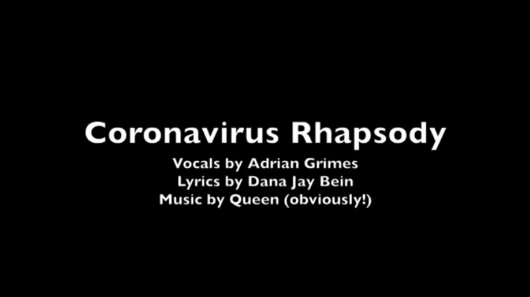 Coronavirus Rhapsody
Vocals by Adrian Grimes
Lyrics by Dana Jay Bein
Music by Queen (obviously!)